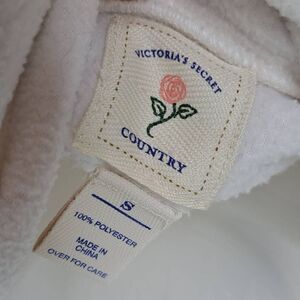 VICTORIA'S SECRET
COUNTRY
S
100% POLYESTER
MADE IN
CHINA
OVER FOR CARE